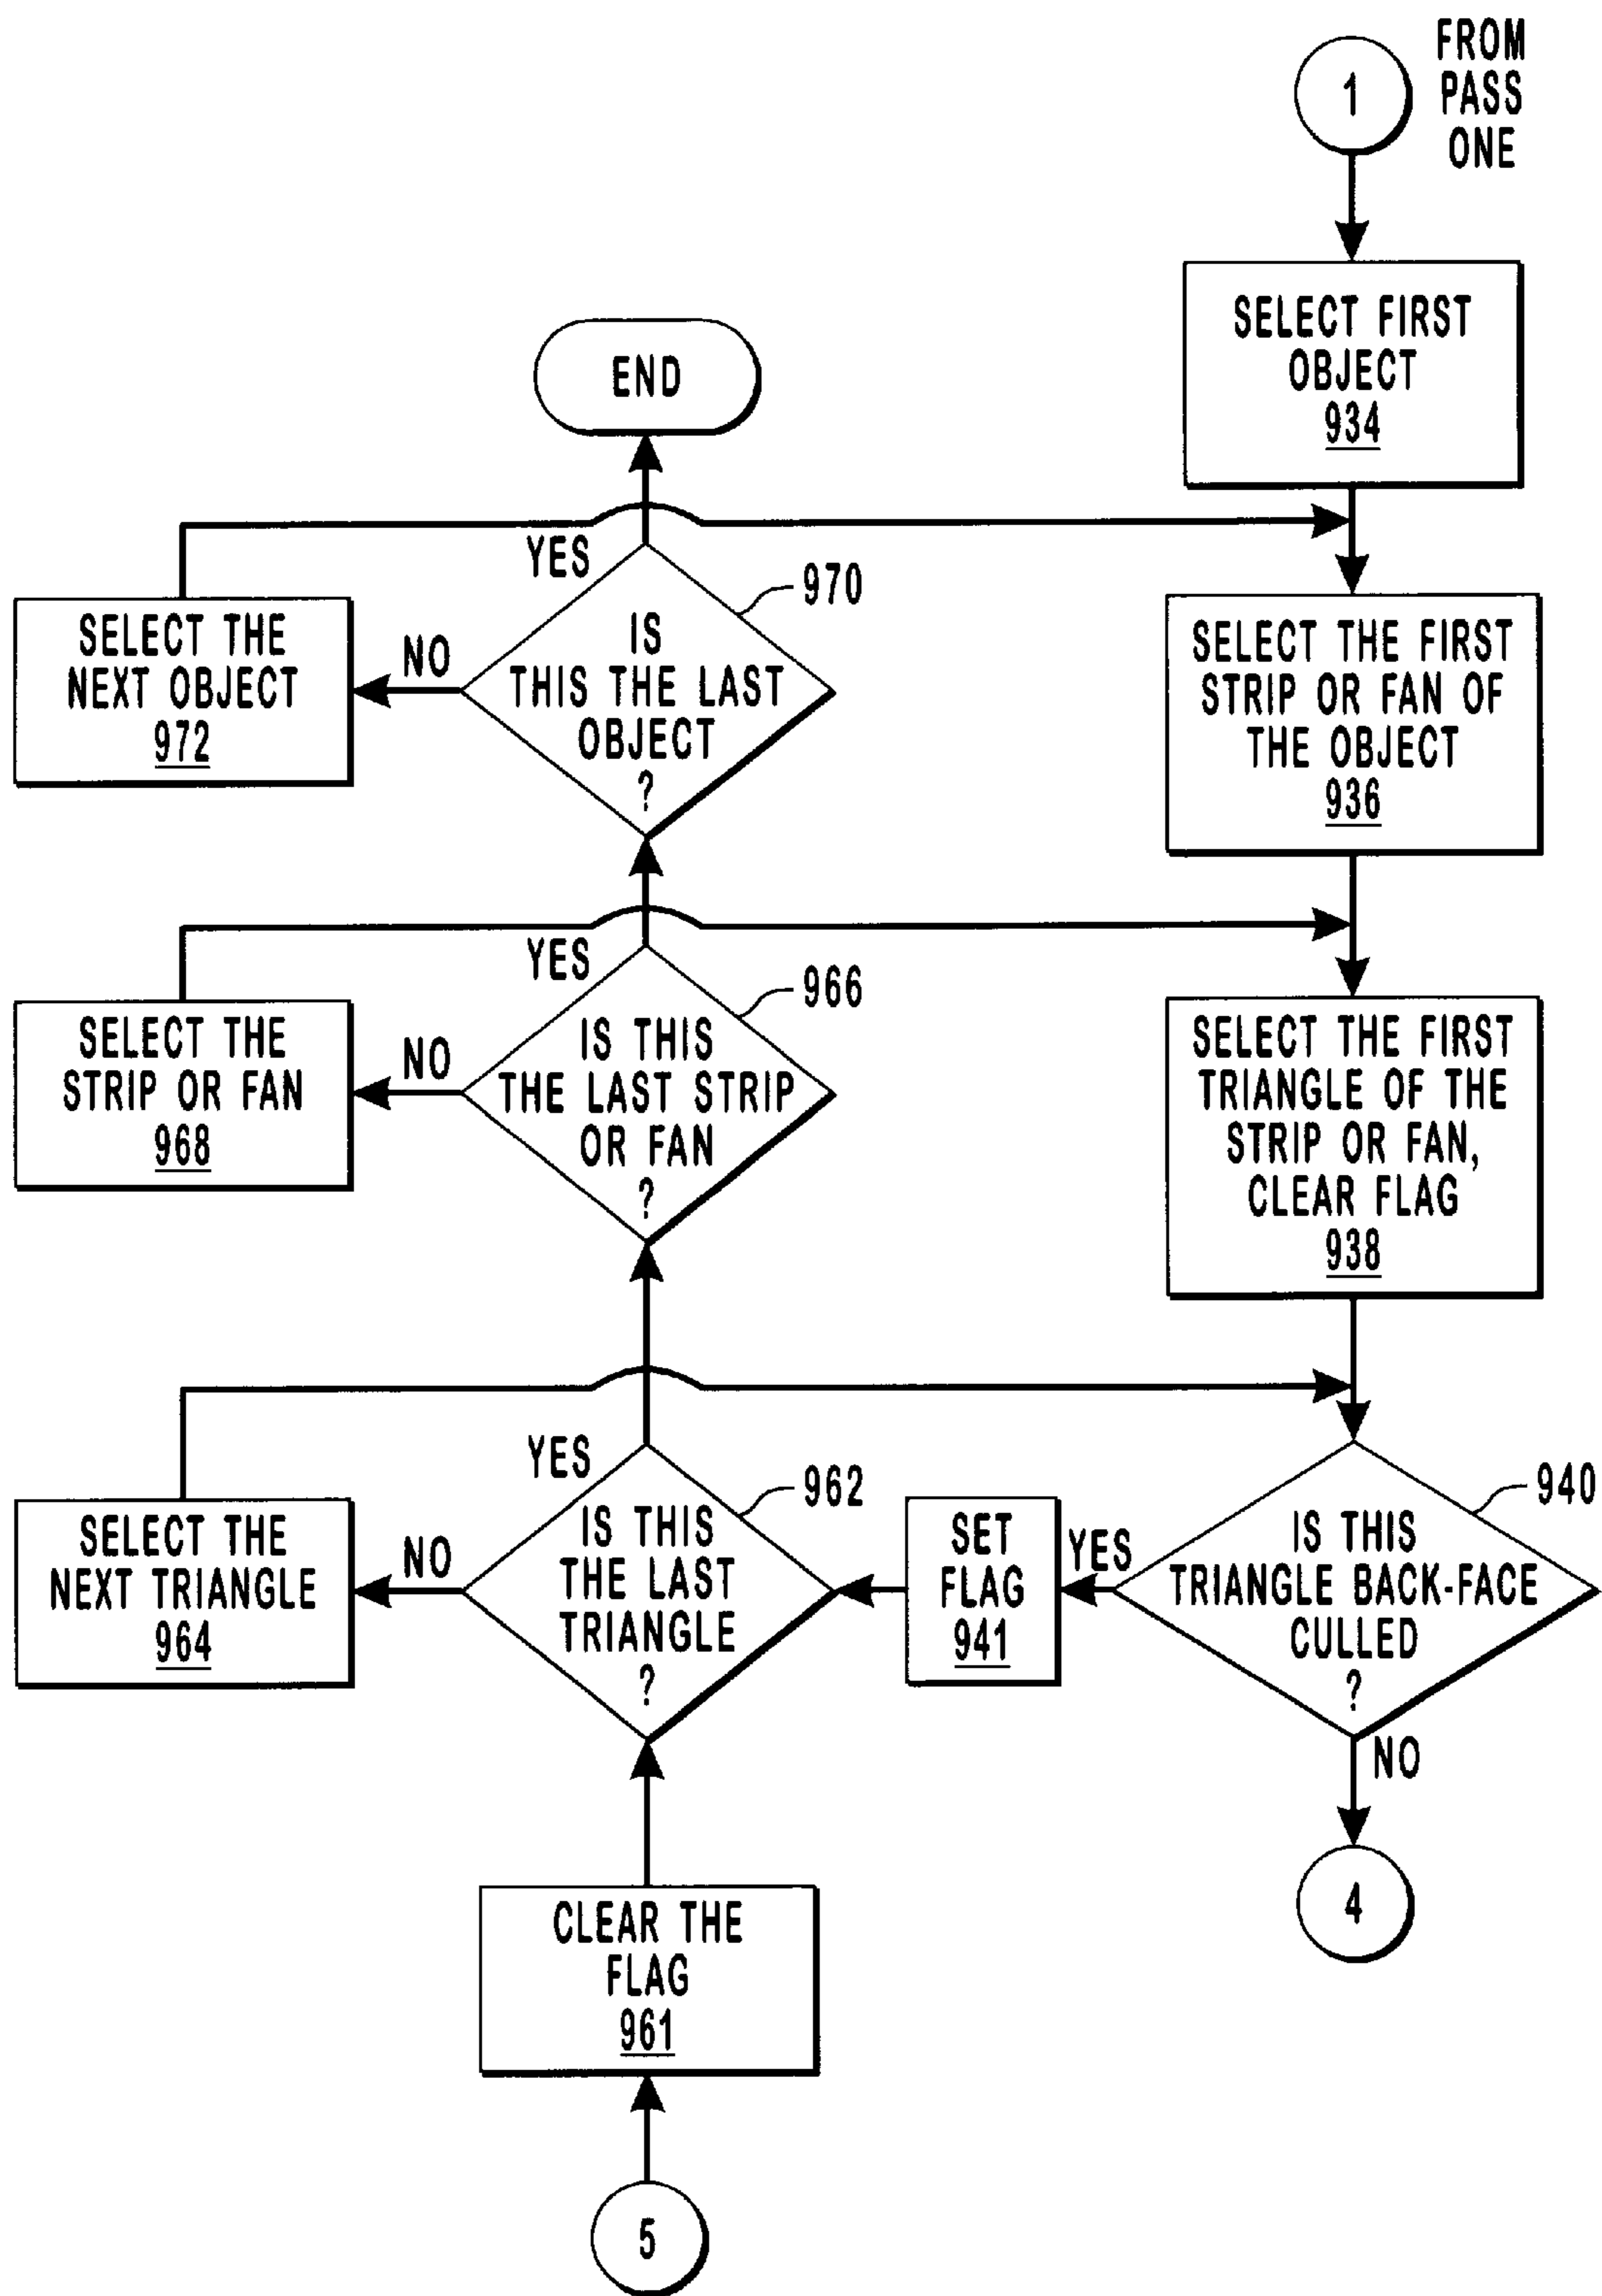 1
FROM
PASS
ONE
SELECT FIRST
OBJECT
934
END
YES
970
IS
THIS THE LAST
OBJECT
?
NO
SELECT THE
NEXT OBJECT
972
SELECT THE FIRST
STRIP OR FAN OF
THE OBJECT
936
YES
966
IS THIS
THE LAST STRIP
OR FAN
?
NO
SELECT THE
STRIP OR FAN
968
SELECT THE FIRST
TRIANGLE OF THE
STRIP OR FAN,
CLEAR FLAG
938
YES
962
IS THIS
THE LAST
TRIANGLE
?
NO
SELECT THE
NEXT TRIANGLE
964
SET
FLAG
941
YES
940
IS THIS
TRIANGLE BACK-FACE
CULLED
?
NO
4
CLEAR THE
FLAG
961
5